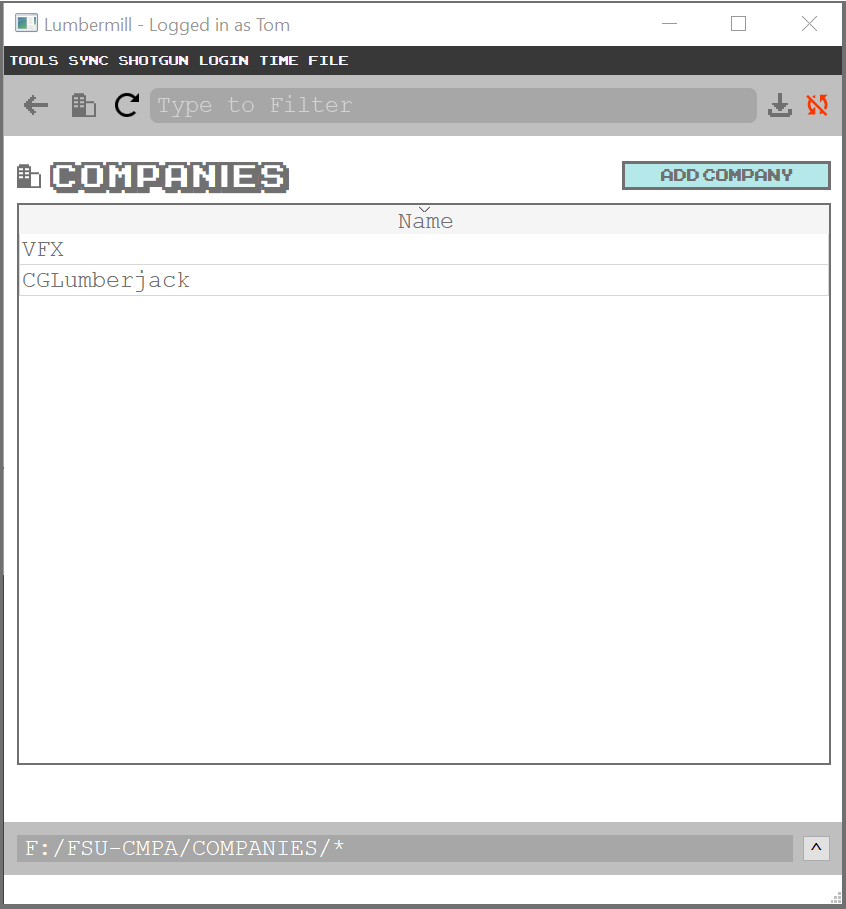 Lumbermill - Logged in as Tom
TOOLS SYNC SHOTGUN LOGIN TIME FILE
Type to Filter
COMPANIES
ADD COMPANY
Name
VFX
CGLumberjack
F:/FSU-CMPA/COMPANIES/*
^